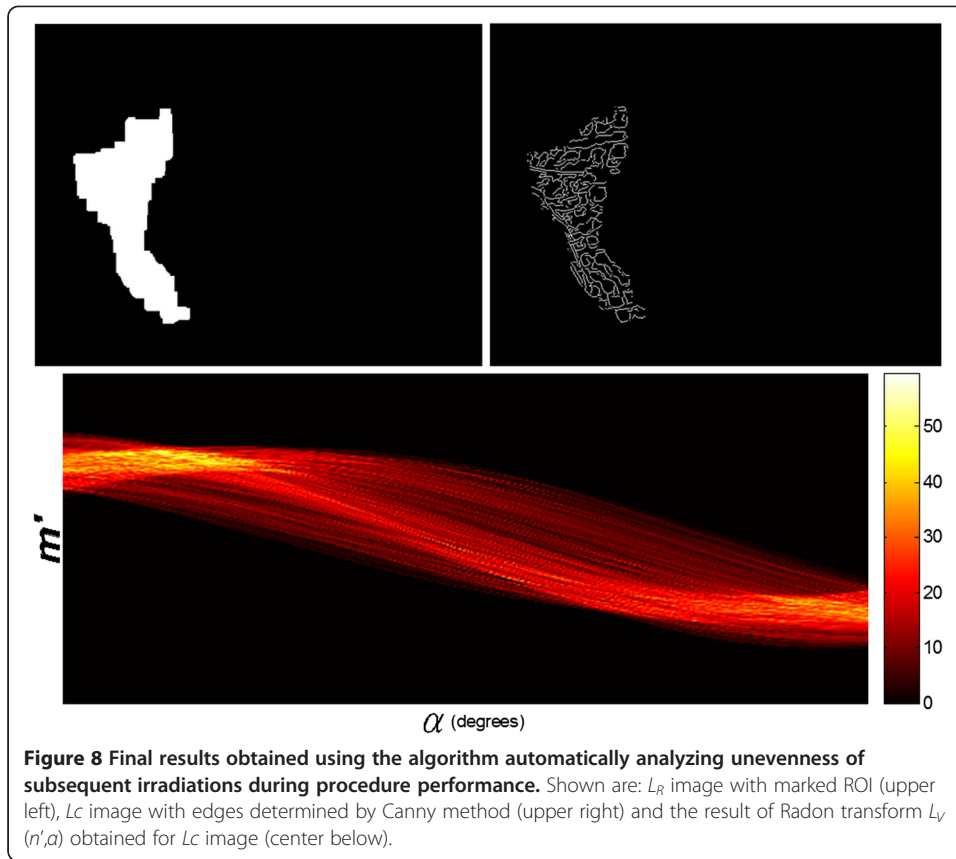 50
40
30
20
10
0
m'
α (degrees)
Figure 8 Final results obtained using the algorithm automatically analyzing unevenness of
subsequent irradiations during procedure performance. Shown are: L_R image with marked ROI (upper
left), Lc image with edges determined by Canny method (upper right) and the result of Radon transform L_V
(n',α) obtained for Lc image (center below).